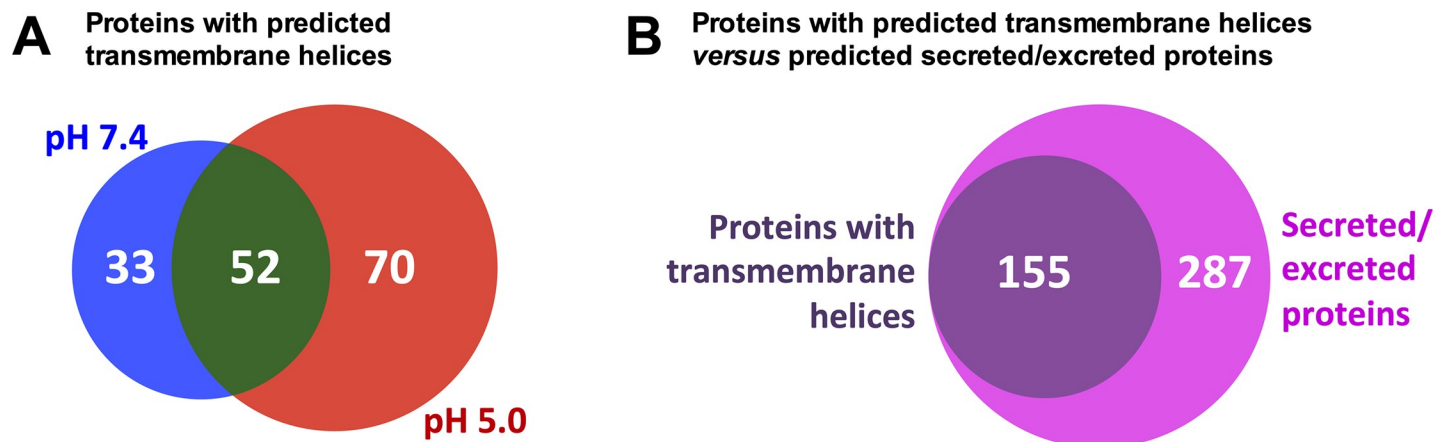 A
Proteins with predicted
transmembrane helices
pH 7.4
33
52
70
pH 5.0
B
Proteins with predicted transmembrane helices
versus predicted secreted/excreted proteins
Proteins with
transmembrane
helices
155
287
Secreted/
excreted
proteins